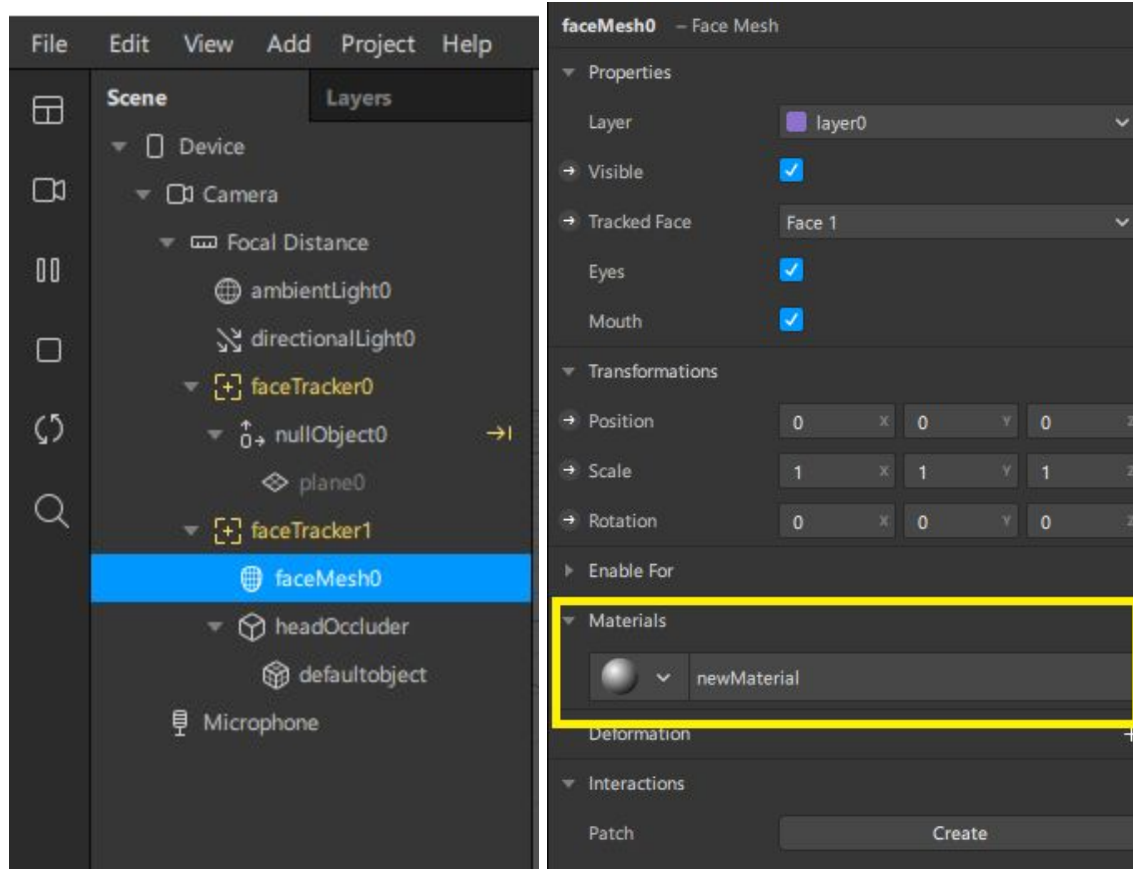 File Edit View Add Project Help
Scene Layers
Device
Camera
Focal Distance
ambientLight0
directionalLight0
faceTracker0
nullObject0
plane0
faceTracker1
faceMesh0
headOccluder
defaultobject
Microphone
faceMesh0 – Face Mesh
Properties
Layer layer0
Visible
Tracked Face Face 1
Eyes
Mouth
Transformations
Position 0 X 0 Y 0 Z
Scale 1 X 1 Y 1 Z
Rotation 0 X 0 Y 0 Z
Enable For
Materials
newMaterial
Deformation +
Interactions
Patch Create